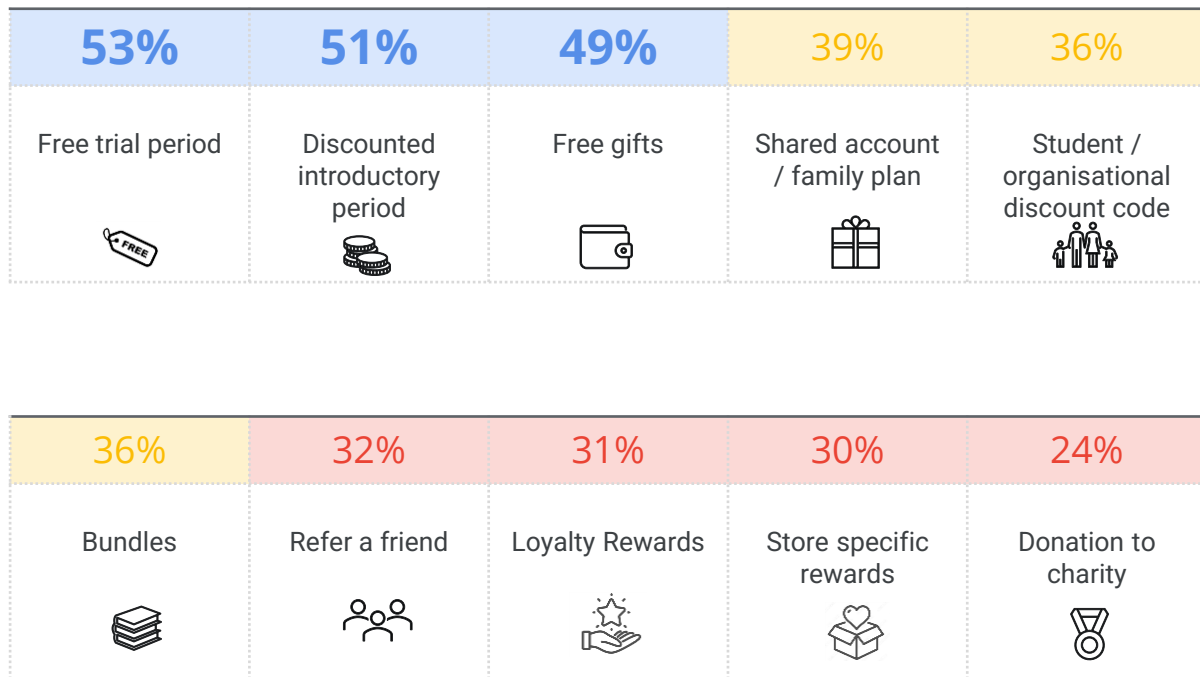 53% 51% 49% 39% 36%
Free trial period
Discounted
introductory
period
Free gifts
Shared account
/ family plan
Student /
organisational
discount code
FREE
36% 32% 31% 30% 24%
Bundles
Refer a friend
Loyalty Rewards
Store specific
rewards
Donation to
charity